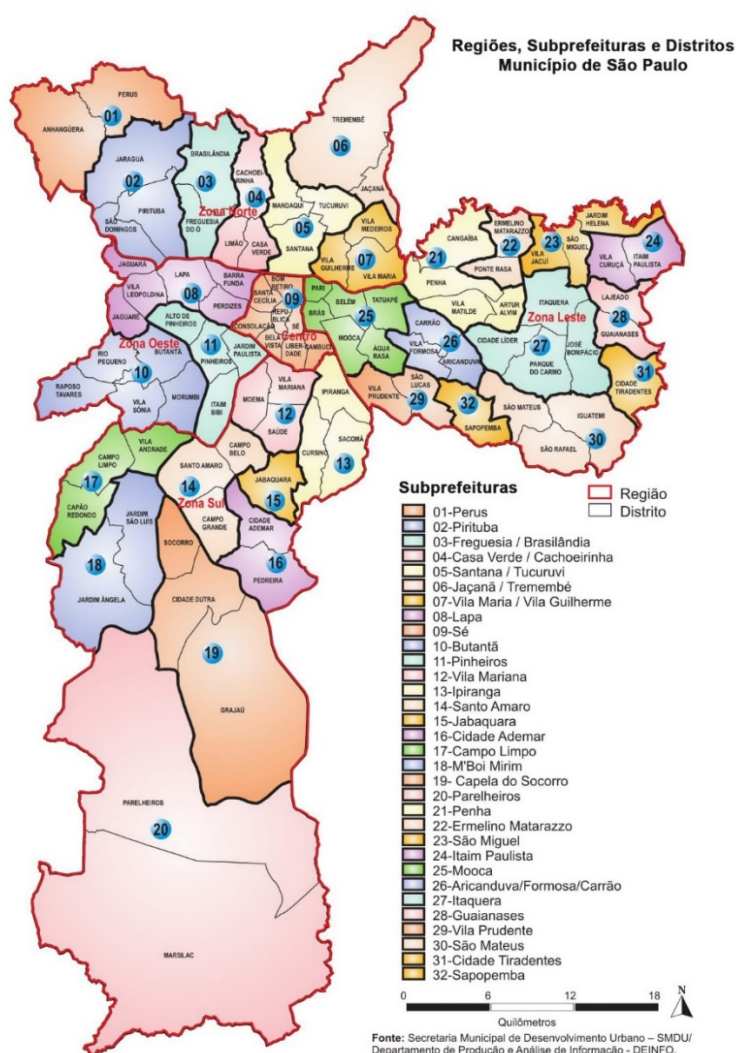 Regiões, Subprefeituras e Distritos
Município de São Paulo
PERUS
01
ANHANGÜERA
TREMEMBÉ
06
JAÇANÃ
JARAGUÁ
02
PIRITUBA
SÃO
DOMINGOS
BRASILÂNDIA
03
FREGUESIA
DO Ó
CACHOEI-
RINHA
04
Zona Norte
LIMÃO
CASA
VERDE
MANDAQUI
TUCURUVI
05
SANTANA
VILA
MEDEIROS
07
VILA
GUILHERME
VILA MARIA
CANGAÍBA
21
PENHA
VILA
MATILDE
ARTUR
ALVIM
ERMELINO
MATARAZZO
22
PONTE RASA
JARDIM
HELENA
23
SÃO
MIGUEL
VILA
JACUÍ
24
VILA
CURUÇÁ
ITAIM
PAULISTA
JAGUARA
VILA
LEOPOLDINA
JAGUARÉ
LAPA
08
BARRA
FUNDA
PERDIZES
BOM
RETIRO
09
SANTA
CECÍLIA
REPÚ-
BLICA
SÉ
Centro
CONSOLAÇÃO
BELA
VISTA
LIBER-
DADE
CAMBUCI
PARI
BRÁS
BELÉM
TATUAPÉ
25
MOOCA
ÁGUA
RASA
CARRÃO
VILA
FORMOSA
26
ARICANDUVA
ITAQUERA
Zona Leste
CIDADE LÍDER
27
PARQUE
DO CARMO
JOSÉ
BONIFÁCIO
LAJEADO
28
GUAIANASES
31
CIDADE
TIRADENTES
ALTO DE
PINHEIROS
11
PINHEIROS
JARDIM
PAULISTA
ITAIM
BIBI
Zona Oeste
RIO
PEQUENO
BUTANTÃ
10
RAPOSO
TAVARES
VILA
SÔNIA
MORUMBI
VILA
MARIANA
MOEMA
12
SAÚDE
IPIRANGA
SACOMÃ
CURSINO
13
VILA
PRUDENTE
SÃO
LUCAS
29
32
SAPOPEMBA
SÃO MATEUS
IGUATEMI
SÃO RAFAEL
30
VILA
ANDRADE
CAMPO
LIMPO
17
CAPÃO
REDONDO
SANTO AMARO
CAMPO
BELO
14
Zona Sul
CAMPO
GRANDE
JABAQUARA
15
CIDADE
ADEMAR
16
PEDREIRA
JARDIM
SÃO LUÍS
18
JARDIM ÂNGELA
SOCORRO
CIDADE DUTRA
19
GRAJAÚ
PARELHEIROS
20
MARSILAC
Subprefeituras
Região
Distrito
01-Perus
02-Pirituba
03-Freguesia / Brasilândia
04-Casa Verde / Cachoeirinha
05-Santana / Tucuruvi
06-Jaçanã / Tremembé
07-Vila Maria / Vila Guilherme
08-Lapa
09-Sé
10-Butantã
11-Pinheiros
12-Vila Mariana
13-Ipiranga
14-Santo Amaro
15-Jabaquara
16-Cidade Ademar
17-Campo Limpo
18-M'Boi Mirim
19- Capela do Socorro
20-Parelheiros
21-Penha
22-Ermelino Matarazzo
23-São Miguel
24-Itaim Paulista
25-Mooca
26-Aricanduva/Formosa/Carrão
27-Itaquera
28-Guaianases
29-Vila Prudente
30-São Mateus
31-Cidade Tiradentes
32-Sapopemba
0 6 12 18
Quilômetros
N
Fonte: Secretaria Municipal de Desenvolvimento Urbano – SMDU/
Departamento de Produção e Análise de Informação - DEINFO.